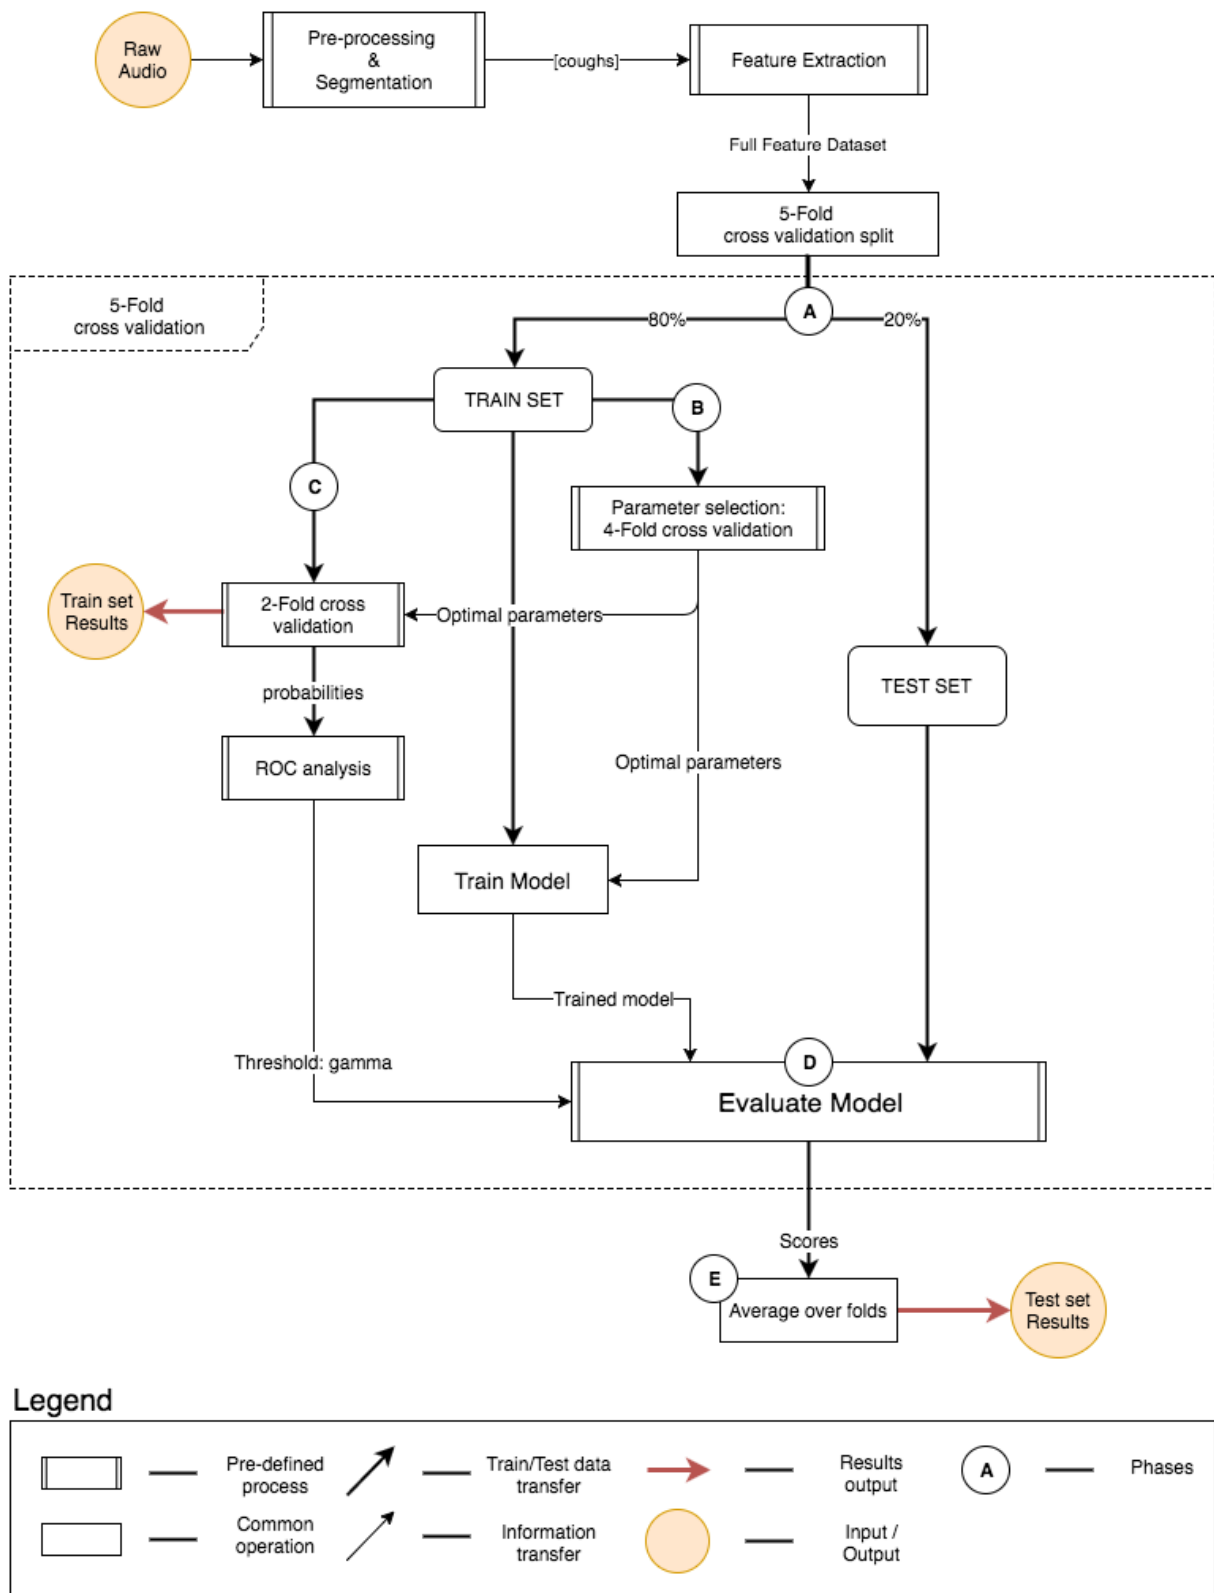 Raw
Audio
Pre-processing
&
Segmentation
[coughs]
Feature Extraction
Full Feature Dataset
5-Fold
cross validation split
5-Fold
cross validation
A
80%
20%
TRAIN SET
B
C
Parameter selection:
4-Fold cross validation
Train set
Results
2-Fold cross
validation
Optimal parameters
TEST SET
probabilities
ROC analysis
Optimal parameters
Train Model
Trained model
Threshold: gamma
D
Evaluate Model
Scores
E
Average over folds
Test set
Results
Legend
Pre-defined
process
Train/Test data
transfer
Results
output
A
Phases
Common
operation
Information
transfer
Input /
Output